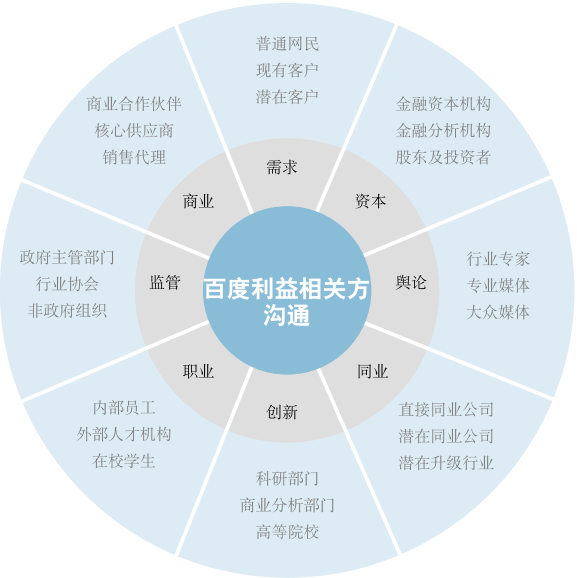 普通网民
现有客户
潜在客户
需求
金融资本机构
金融分析机构
股东及投资者
资本
行业专家
专业媒体
大众媒体
舆论
直接同业公司
潜在同业公司
潜在升级行业
同业
科研部门
商业分析部门
高等院校
创新
内部员工
外部人才机构
在校学生
职业
政府主管部门
行业协会
非政府组织
监管
商业合作伙伴
核心供应商
销售代理
商业
百度利益相关方
沟通